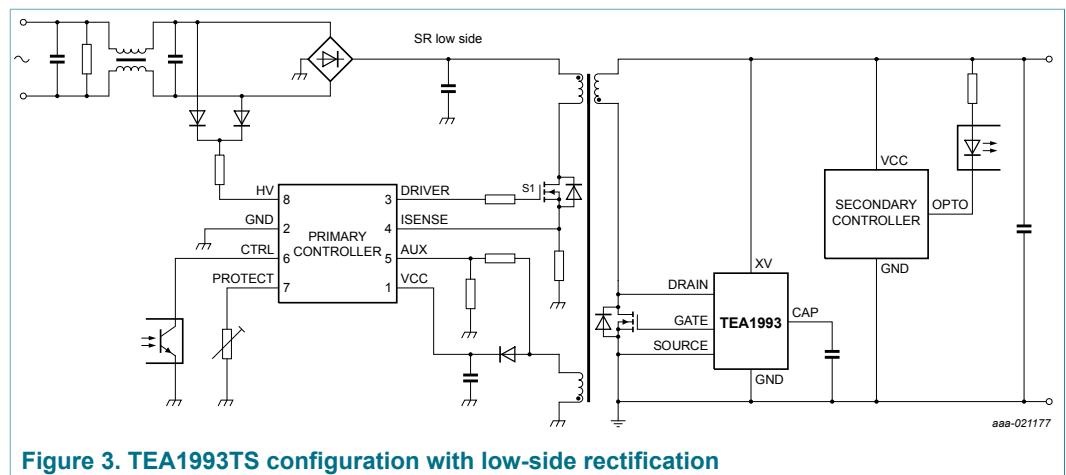 SR low side
HV
8
GND
2
CTRL
6
PROTECT
7
PRIMARY
CONTROLLER
3
DRIVER
4
ISENSE
5
AUX
1
VCC
S1
DRAIN
GATE
SOURCE
XV
TEA1993
CAP
GND
VCC
SECONDARY
CONTROLLER
OPTO
GND
aaa-021177
Figure 3. TEA1993TS configuration with low-side rectification